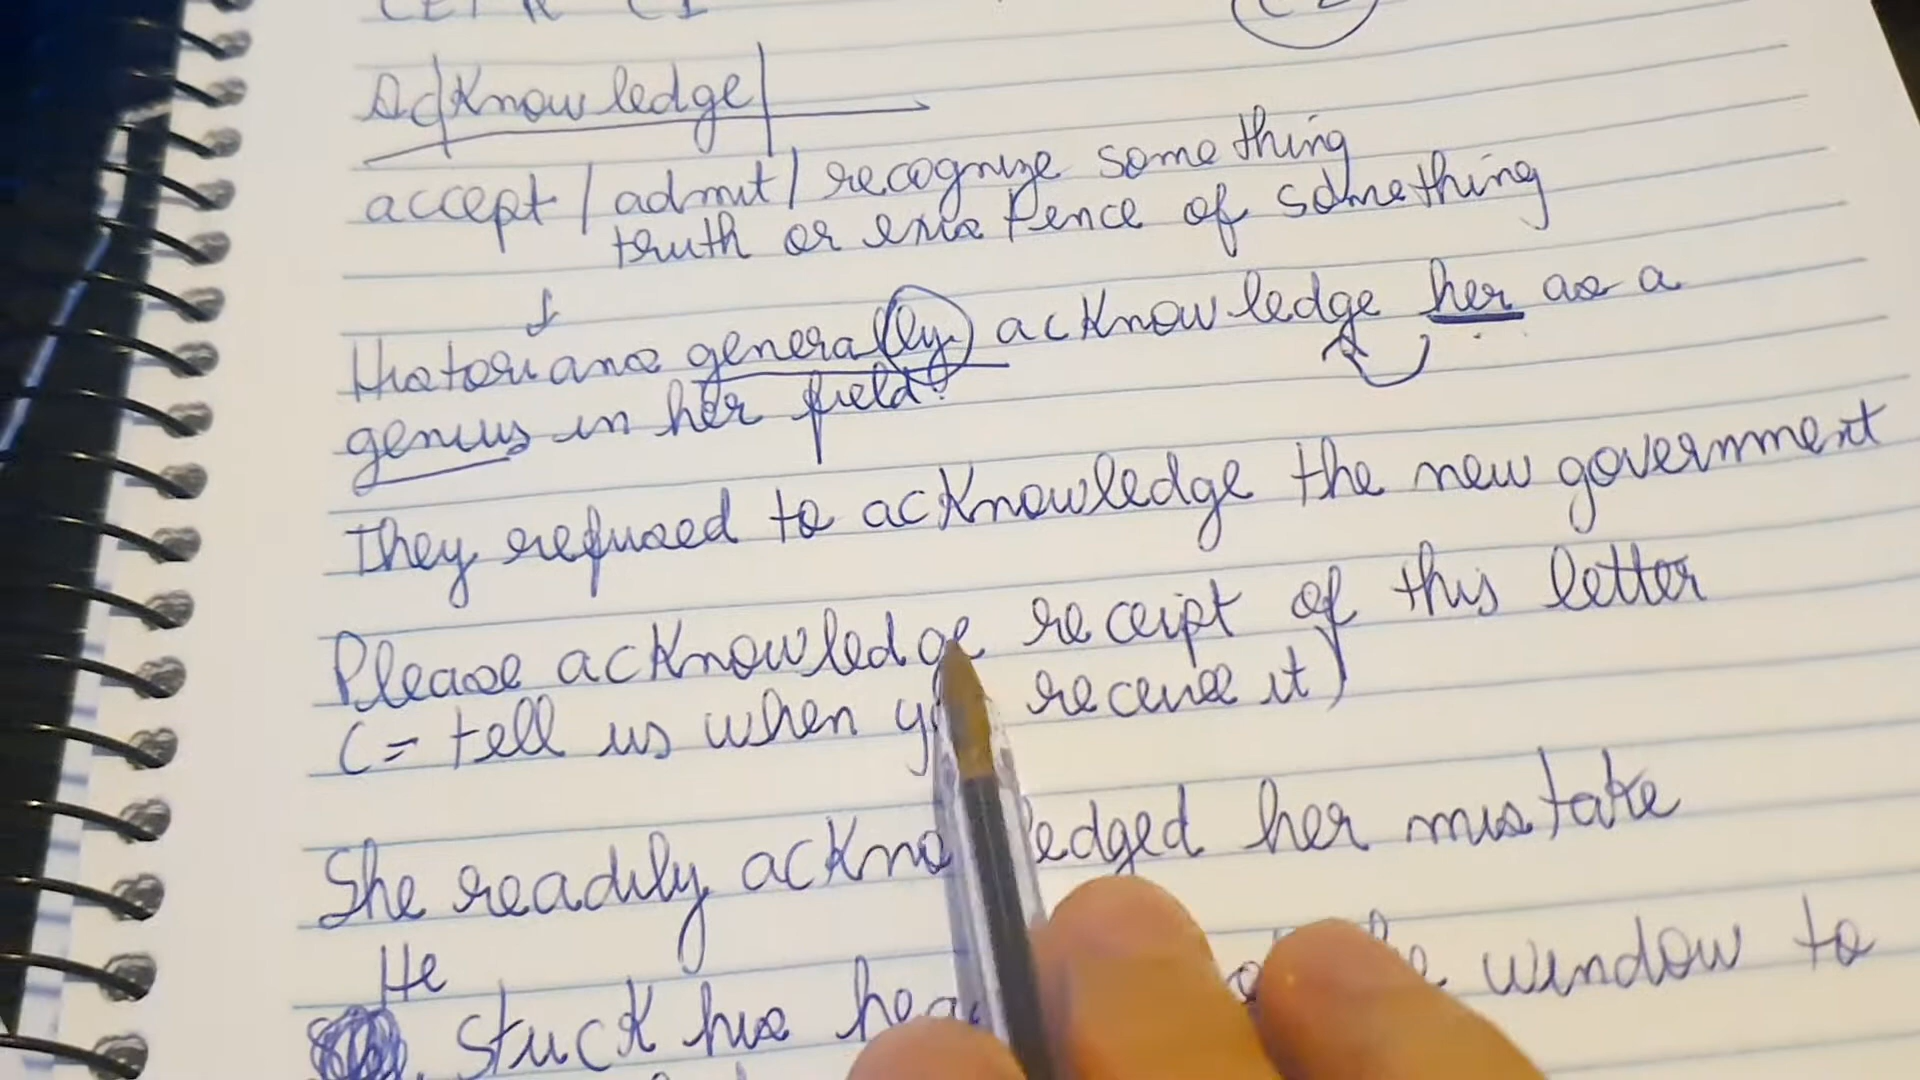 Acknowledge
accept / admit / recognize something
truth or existence of something
Historians generally acknowledge her as a
genius in her field.
They refused to acknowledge the new government
Please acknowledge receipt of this letter
(= tell us when you receive it)
She readily acknowledged her mistake
He
stuck his window to